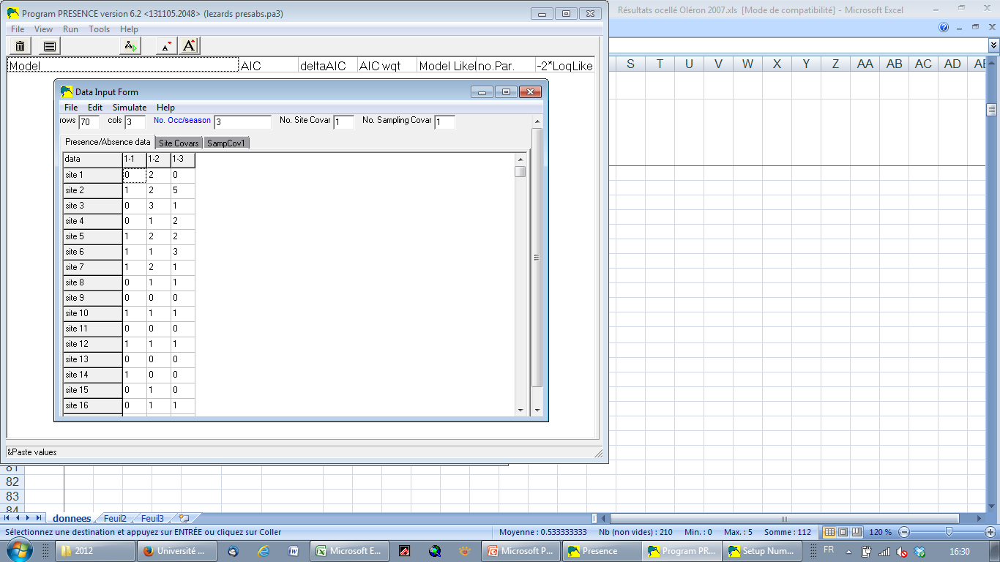 Program PRESENCE version 6.2 <131105.2048> (lezards presabs.pa3)
Résultats ocellé Oléron 2007.xls [Mode de compatibilité] - Microsoft Excel
File View Run Tools Help
A A
Model AIC deltaAIC AIC wgt Model Likel no.Par. -2*LogLike
S T U V W X Y Z AA AB AC AD AE
Data Input Form
File Edit Simulate Help
rows 70 cols 3 No. Occ/season 3 No. Site Covar 1 No. Sampling Covar 1
Presence/Absence data Site Covars SampCov1
data 1-1 1-2 1-3
site 1 0 2 0
site 2 1 2 5
site 3 0 3 1
site 4 0 1 2
site 5 1 2 2
site 6 1 1 3
site 7 1 2 1
site 8 0 1 1
site 9 0 0 0
site 10 1 1 1
site 11 0 0 0
site 12 1 1 1
site 13 0 0 0
site 14 1 0 0
site 15 0 1 0
site 16 0 1 1
&Paste values
81
82
83
84
donnees Feuil2 Feuil3
Sélectionnez une destination et appuyez sur ENTRÉE ou cliquez sur Coller Moyenne : 0.533333333 Nb (non vides) : 210 Min. : 0 Max. : 5 Somme : 112 120 %
2012 Université ... Microsoft E... Microsoft P... Presence Program PR... Setup Num... FR 16:30